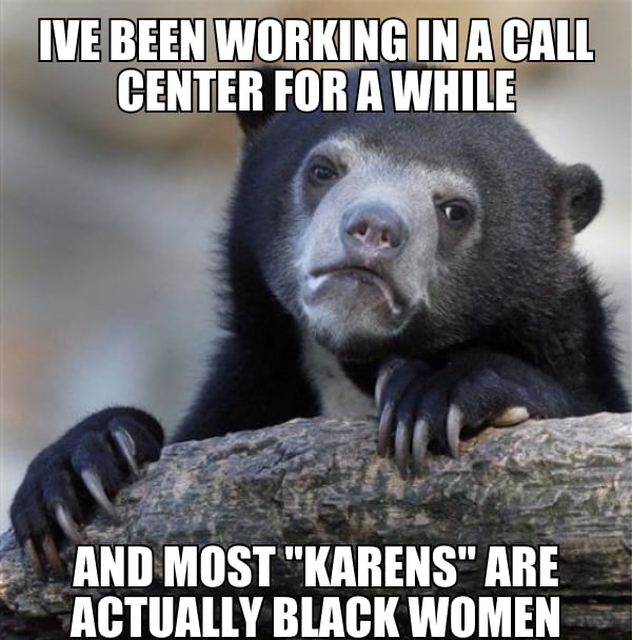 IVE BEEN WORKING IN A CALL
CENTER FOR A WHILE
AND MOST "KARENS" ARE
ACTUALLY BLACK WOMEN